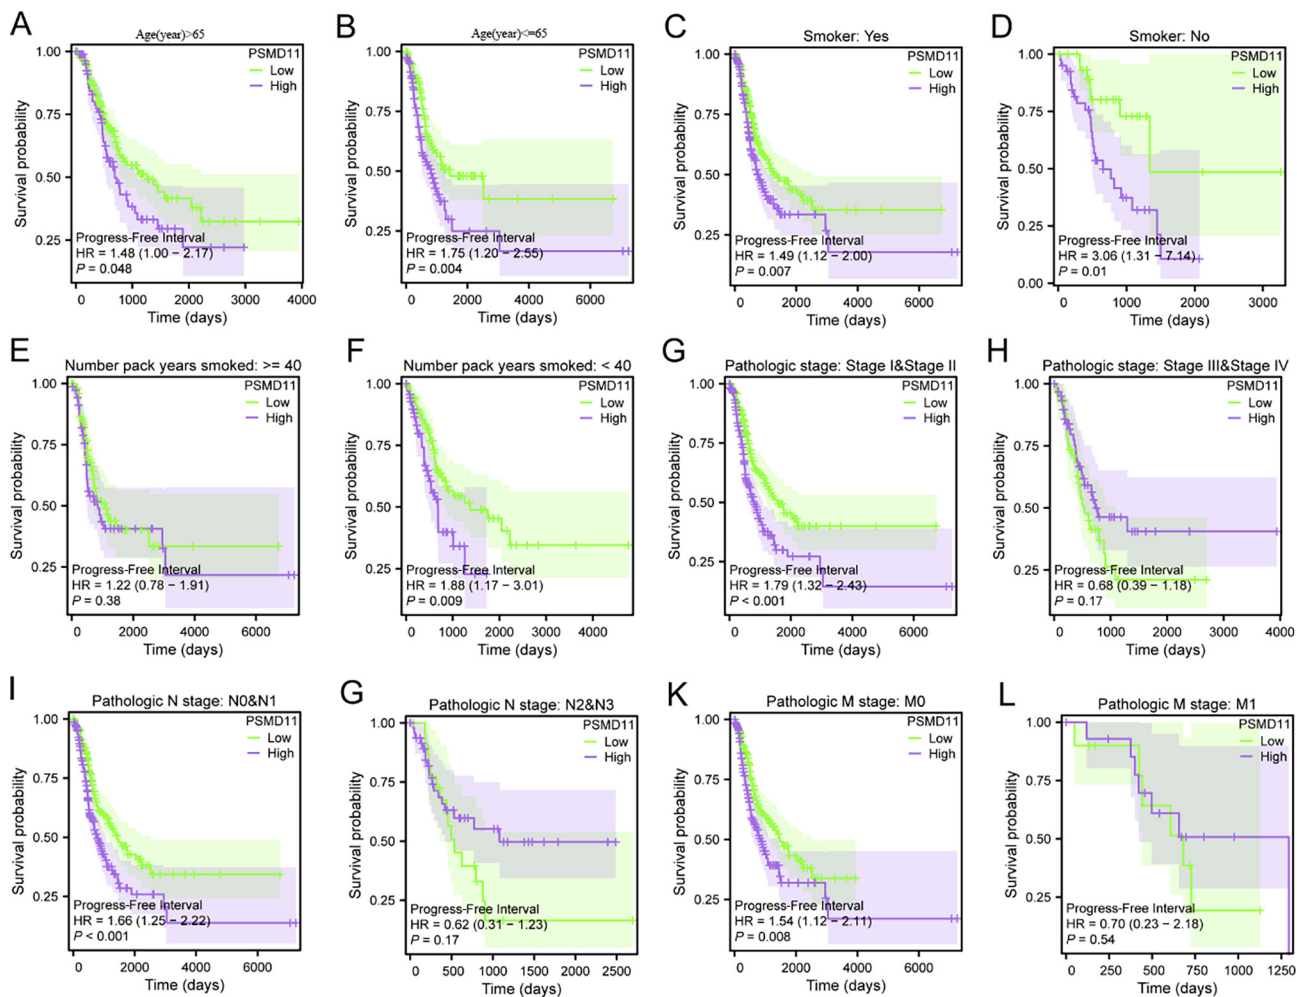 A
Age(year)>65
PSMD11
Low
High
Survival probability
1.00
0.75
0.50
0.25
Progress-Free Interval
HR = 1.48 (1.00 − 2.17)
P = 0.048
0 1000 2000 3000 4000
Time (days)
B
Age(year)<=65
PSMD11
Low
High
Survival probability
1.00
0.75
0.50
0.25
Progress-Free Interval
HR = 1.75 (1.20 − 2.55)
P = 0.004
0 2000 4000 6000
Time (days)
C
Smoker: Yes
PSMD11
Low
High
Survival probability
1.00
0.75
0.50
0.25
Progress-Free Interval
HR = 1.49 (1.12 − 2.00)
P = 0.007
0 2000 4000 6000
Time (days)
D
Smoker: No
PSMD11
Low
High
Survival probability
1.00
0.75
0.50
0.25
0.00
Progress-Free Interval
HR = 3.06 (1.31 − 7.14)
P = 0.01
0 1000 2000 3000
Time (days)
E
Number pack years smoked: >= 40
PSMD11
Low
High
Survival probability
1.00
0.75
0.50
0.25
Progress-Free Interval
HR = 1.22 (0.78 − 1.91)
P = 0.38
0 2000 4000 6000
Time (days)
F
Number pack years smoked: < 40
PSMD11
Low
High
Survival probability
1.00
0.75
0.50
0.25
Progress-Free Interval
HR = 1.88 (1.17 − 3.01)
P = 0.009
0 1000 2000 3000 4000
Time (days)
G
Pathologic stage: Stage I&Stage II
PSMD11
Low
High
Survival probability
1.00
0.75
0.50
0.25
Progress-Free Interval
HR = 1.79 (1.32 − 2.43)
P < 0.001
0 2000 4000 6000
Time (days)
H
Pathologic stage: Stage III&Stage IV
PSMD11
Low
High
Survival probability
1.00
0.75
0.50
0.25
Progress-Free Interval
HR = 0.68 (0.39 − 1.18)
P = 0.17
0 1000 2000 3000 4000
Time (days)
I
Pathologic N stage: N0&N1
PSMD11
Low
High
Survival probability
1.00
0.75
0.50
0.25
Progress-Free Interval
HR = 1.66 (1.25 − 2.22)
P < 0.001
0 2000 4000 6000
Time (days)
G
Pathologic N stage: N2&N3
PSMD11
Low
High
Survival probability
1.00
0.75
0.50
0.25
Progress-Free Interval
HR = 0.62 (0.31 − 1.23)
P = 0.17
0 500 1000 1500 2000 2500
Time (days)
K
Pathologic M stage: M0
PSMD11
Low
High
Survival probability
1.00
0.75
0.50
0.25
Progress-Free Interval
HR = 1.54 (1.12 − 2.11)
P = 0.008
0 2000 4000 6000
Time (days)
L
Pathologic M stage: M1
PSMD11
Low
High
Survival probability
1.00
0.75
0.50
0.25
Progress-Free Interval
HR = 0.70 (0.23 − 2.18)
P = 0.54
0 250 500 750 1000 1250
Time (days)